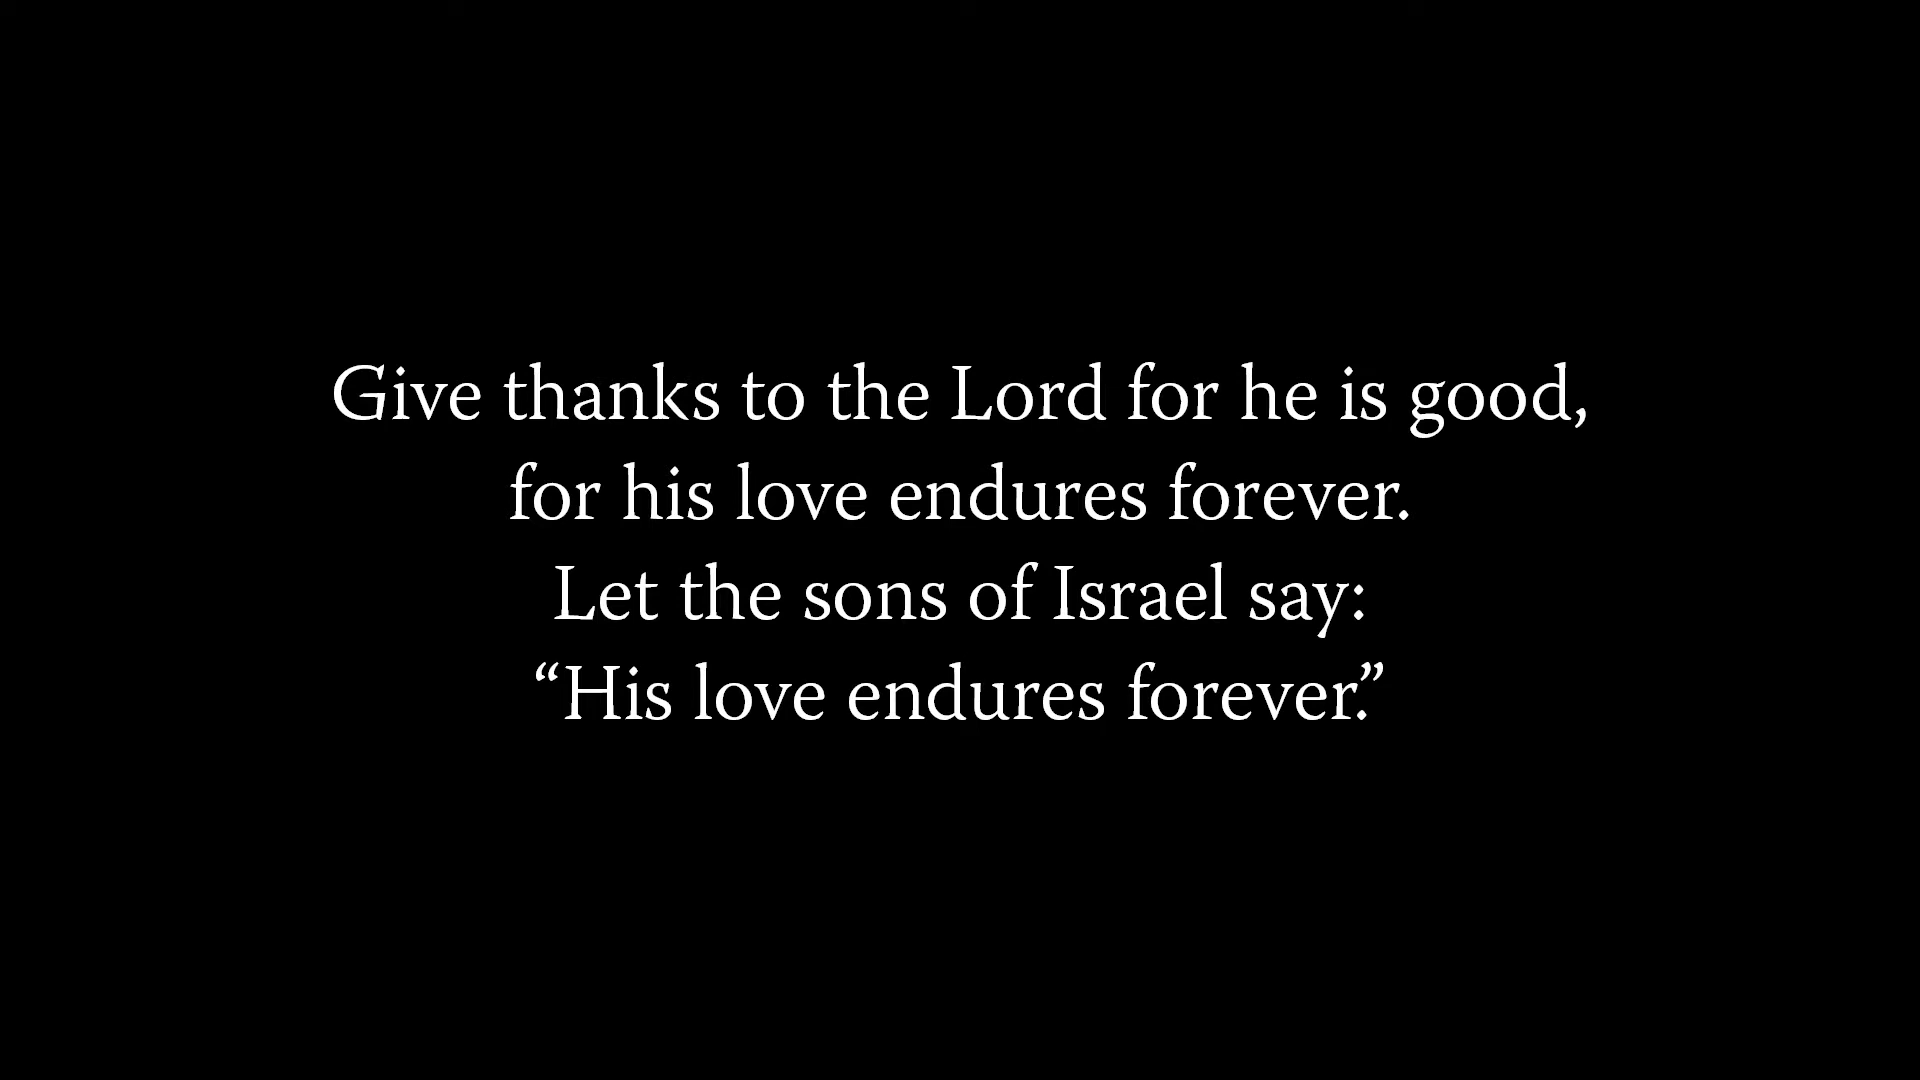 Give thanks to the Lord for he is good,
for his love endures forever.
Let the sons of Israel say:
“His love endures forever.”